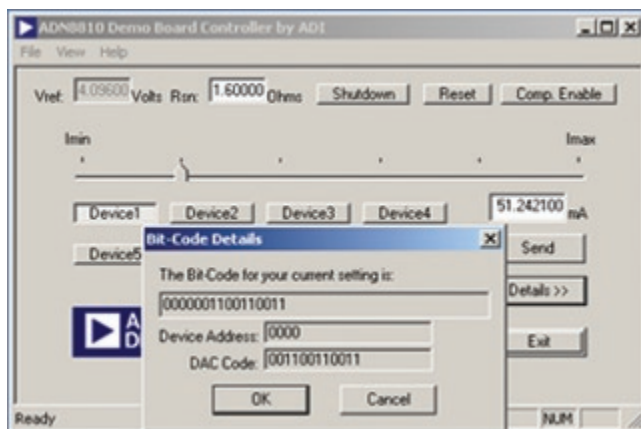 ADN8810 Demo Board Controller by ADI
File View Help
Vref: 4.09600 Volts Rsn: 1.60000 Ohms Shutdown Reset Comp. Enable
Imin Imax
Device1 Device2 Device3 Device4 51.242100 mA
Device5 Send
Bit-Code Details
The Bit-Code for your current setting is:
0000001100110011
Details >>
Device Address: 0000
DAC Code: 001100110011
Exit
OK Cancel
Ready NUM